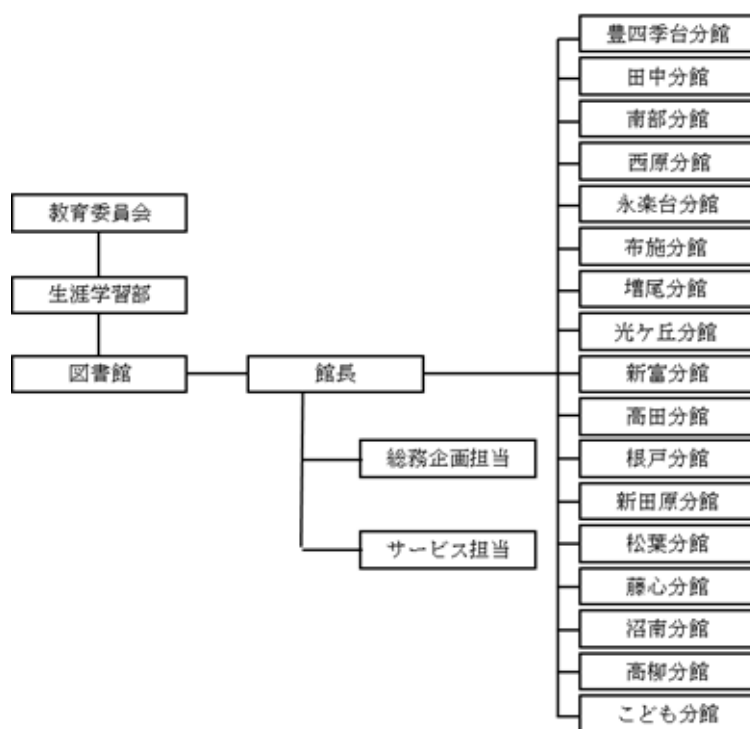 教育委員会
生涯学習部
図書館
館長
総務企画担当
サービス担当
豊四季台分館
田中分館
南部分館
西原分館
永楽台分館
布施分館
増尾分館
光ケ丘分館
新富分館
高田分館
根戸分館
新田原分館
松葉分館
藤心分館
沼南分館
高柳分館
こども分館